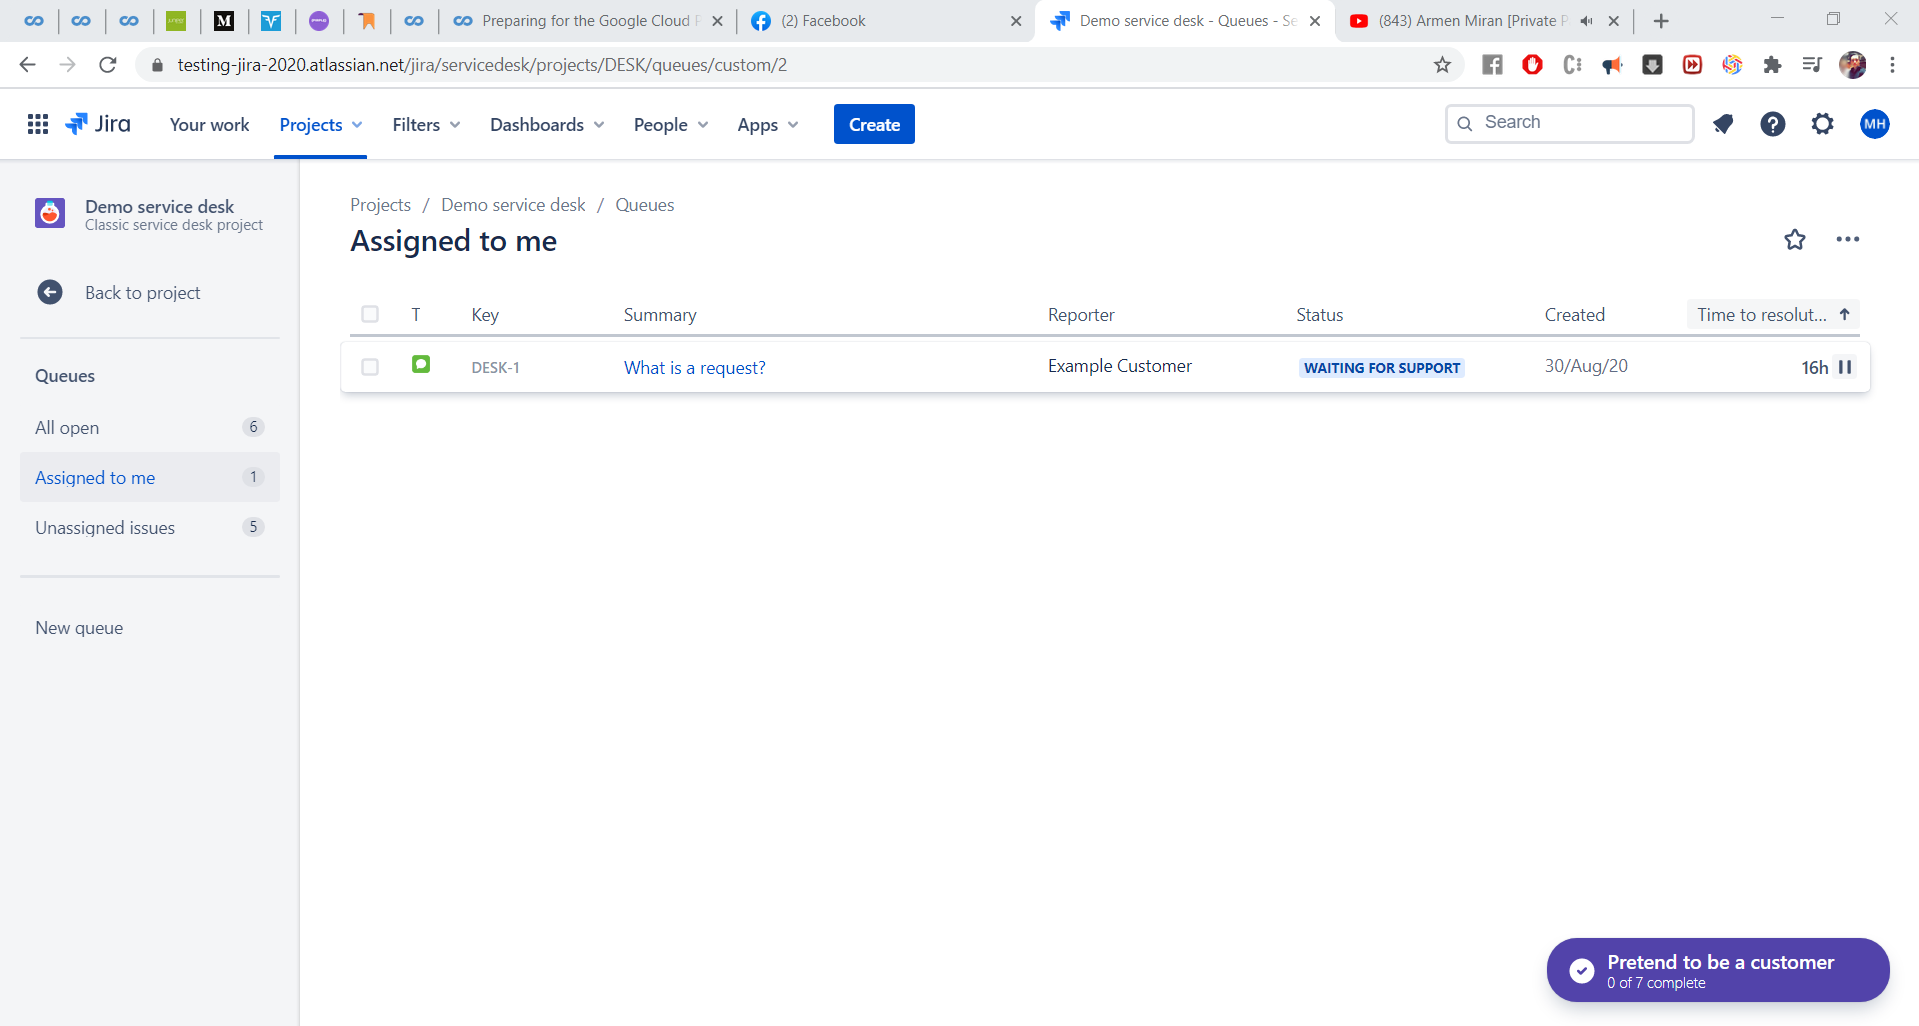 Preparing for the Google Cloud P
(2) Facebook
Demo service desk - Queues - Se
(843) Armen Miran [Private P
testing-jira-2020.atlassian.net/jira/servicedesk/projects/DESK/queues/custom/2
Jira
Your work
Projects
Filters
Dashboards
People
Apps
Create
Search
MH
Demo service desk
Classic service desk project
Back to project
Queues
All open 6
Assigned to me 1
Unassigned issues 5
New queue
Projects / Demo service desk / Queues
Assigned to me
T Key Summary Reporter Status Created Time to resolut...
DESK-1 What is a request? Example Customer WAITING FOR SUPPORT 30/Aug/20 16h
Pretend to be a customer
0 of 7 complete